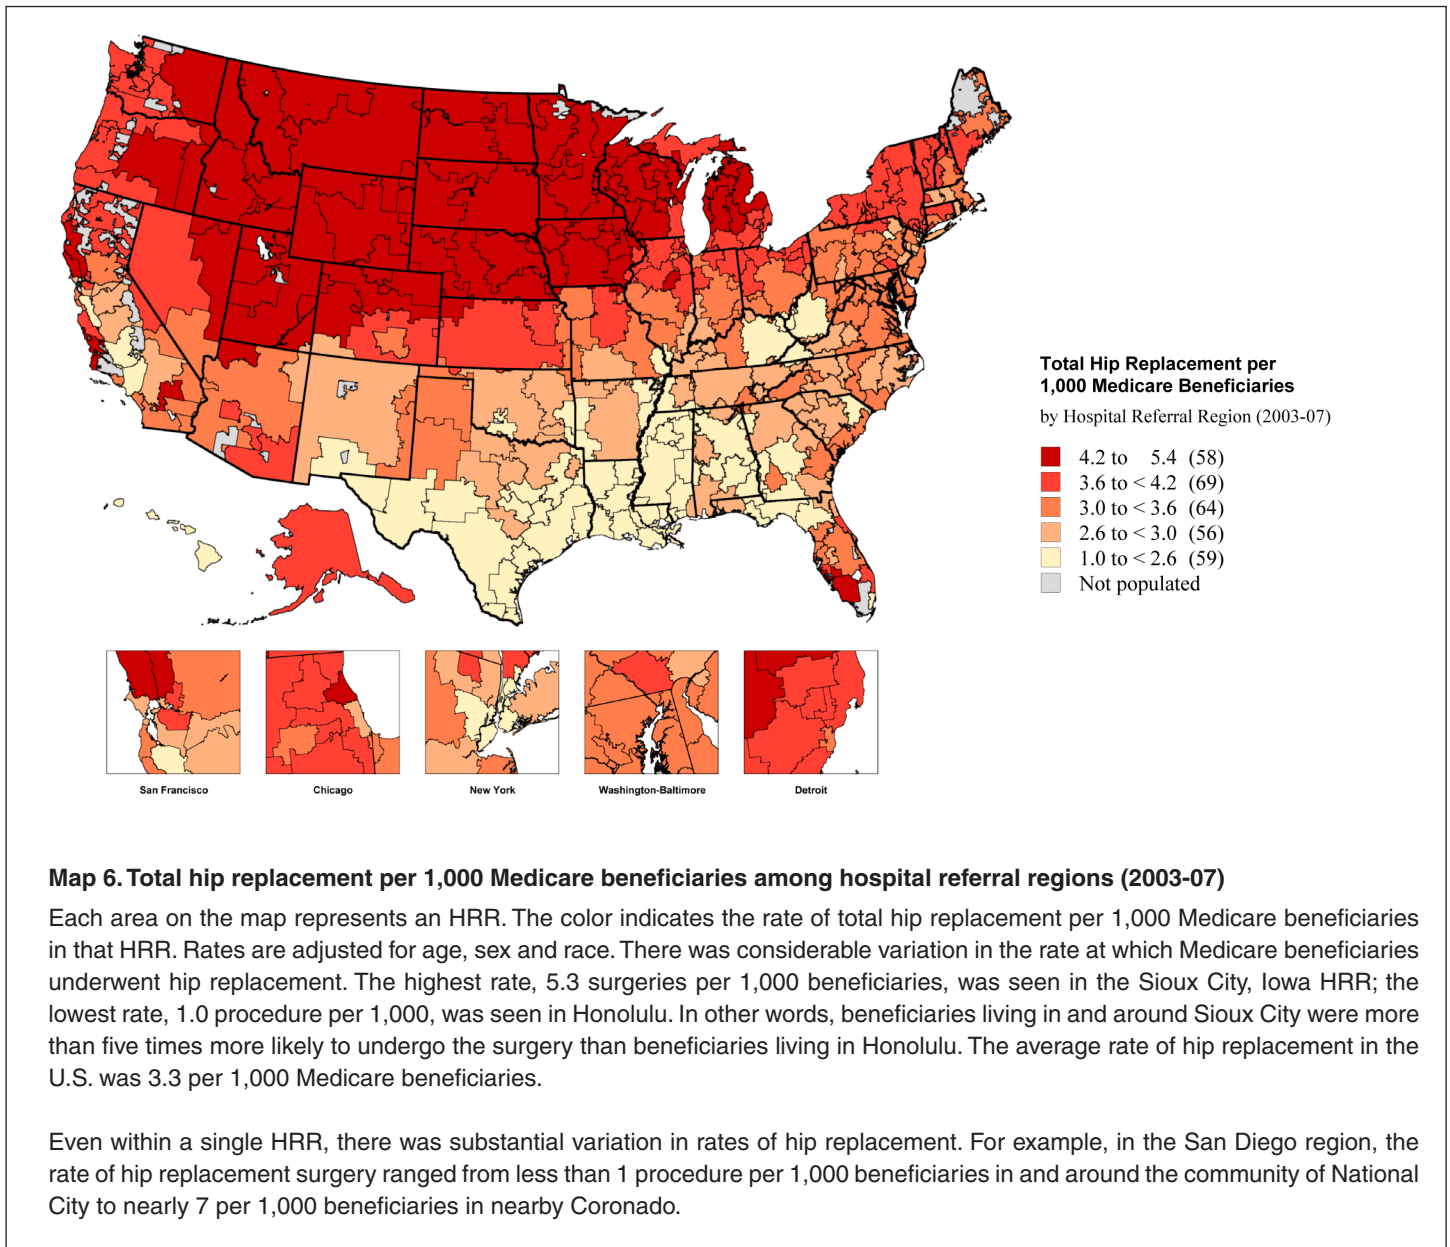 Total Hip Replacement per
1,000 Medicare Beneficiaries
by Hospital Referral Region (2003-07)
4.2 to 5.4 (58)
3.6 to < 4.2 (69)
3.0 to < 3.6 (64)
2.6 to < 3.0 (56)
1.0 to < 2.6 (59)
Not populated
San Francisco
Chicago
New York
Washington-Baltimore
Detroit
Map 6. Total hip replacement per 1,000 Medicare beneficiaries among hospital referral regions (2003-07)
Each area on the map represents an HRR. The color indicates the rate of total hip replacement per 1,000 Medicare beneficiaries
in that HRR. Rates are adjusted for age, sex and race. There was considerable variation in the rate at which Medicare beneficiaries
underwent hip replacement. The highest rate, 5.3 surgeries per 1,000 beneficiaries, was seen in the Sioux City, Iowa HRR; the
lowest rate, 1.0 procedure per 1,000, was seen in Honolulu. In other words, beneficiaries living in and around Sioux City were more
than five times more likely to undergo the surgery than beneficiaries living in Honolulu. The average rate of hip replacement in the
U.S. was 3.3 per 1,000 Medicare beneficiaries.
Even within a single HRR, there was substantial variation in rates of hip replacement. For example, in the San Diego region, the
rate of hip replacement surgery ranged from less than 1 procedure per 1,000 beneficiaries in and around the community of National
City to nearly 7 per 1,000 beneficiaries in nearby Coronado.